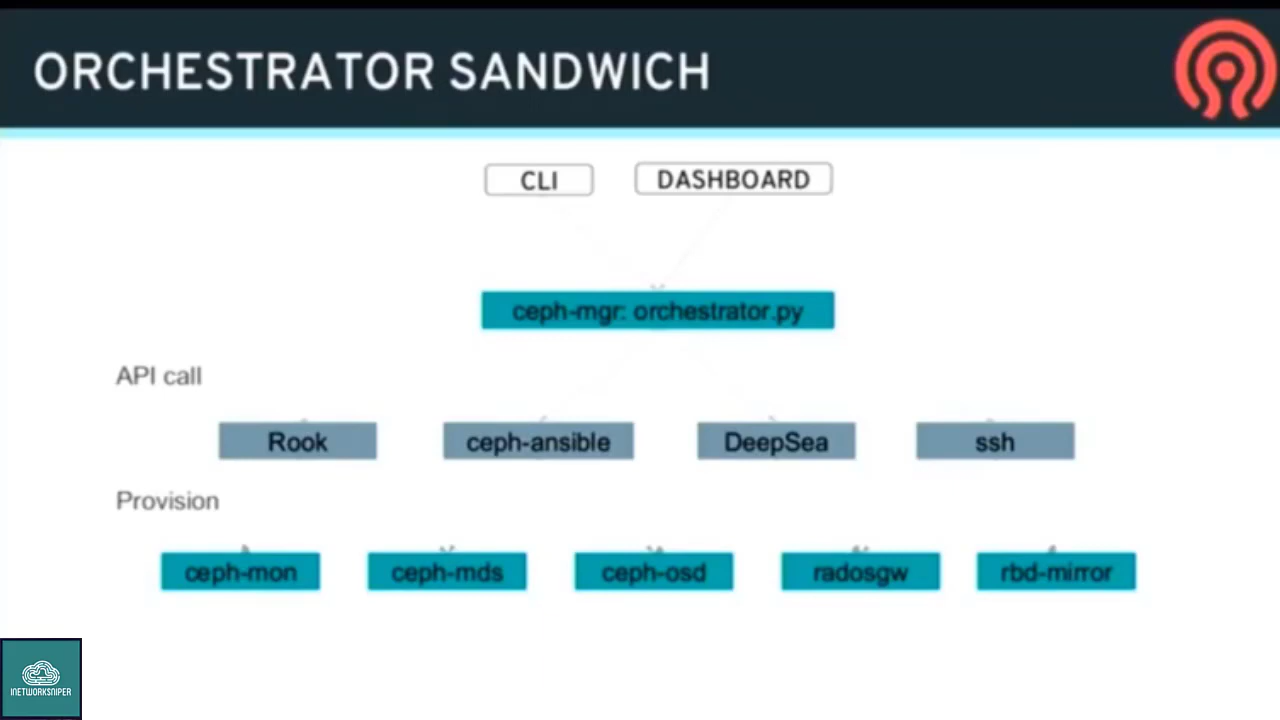 ORCHESTRATOR SANDWICH
CLI
DASHBOARD
ceph-mgr: orchestrator.py
API call
Rook
ceph-ansible
DeepSea
ssh
Provision
ceph-mon
ceph-mds
ceph-osd
radosgw
rbd-mirror
INETWORKSNIPER